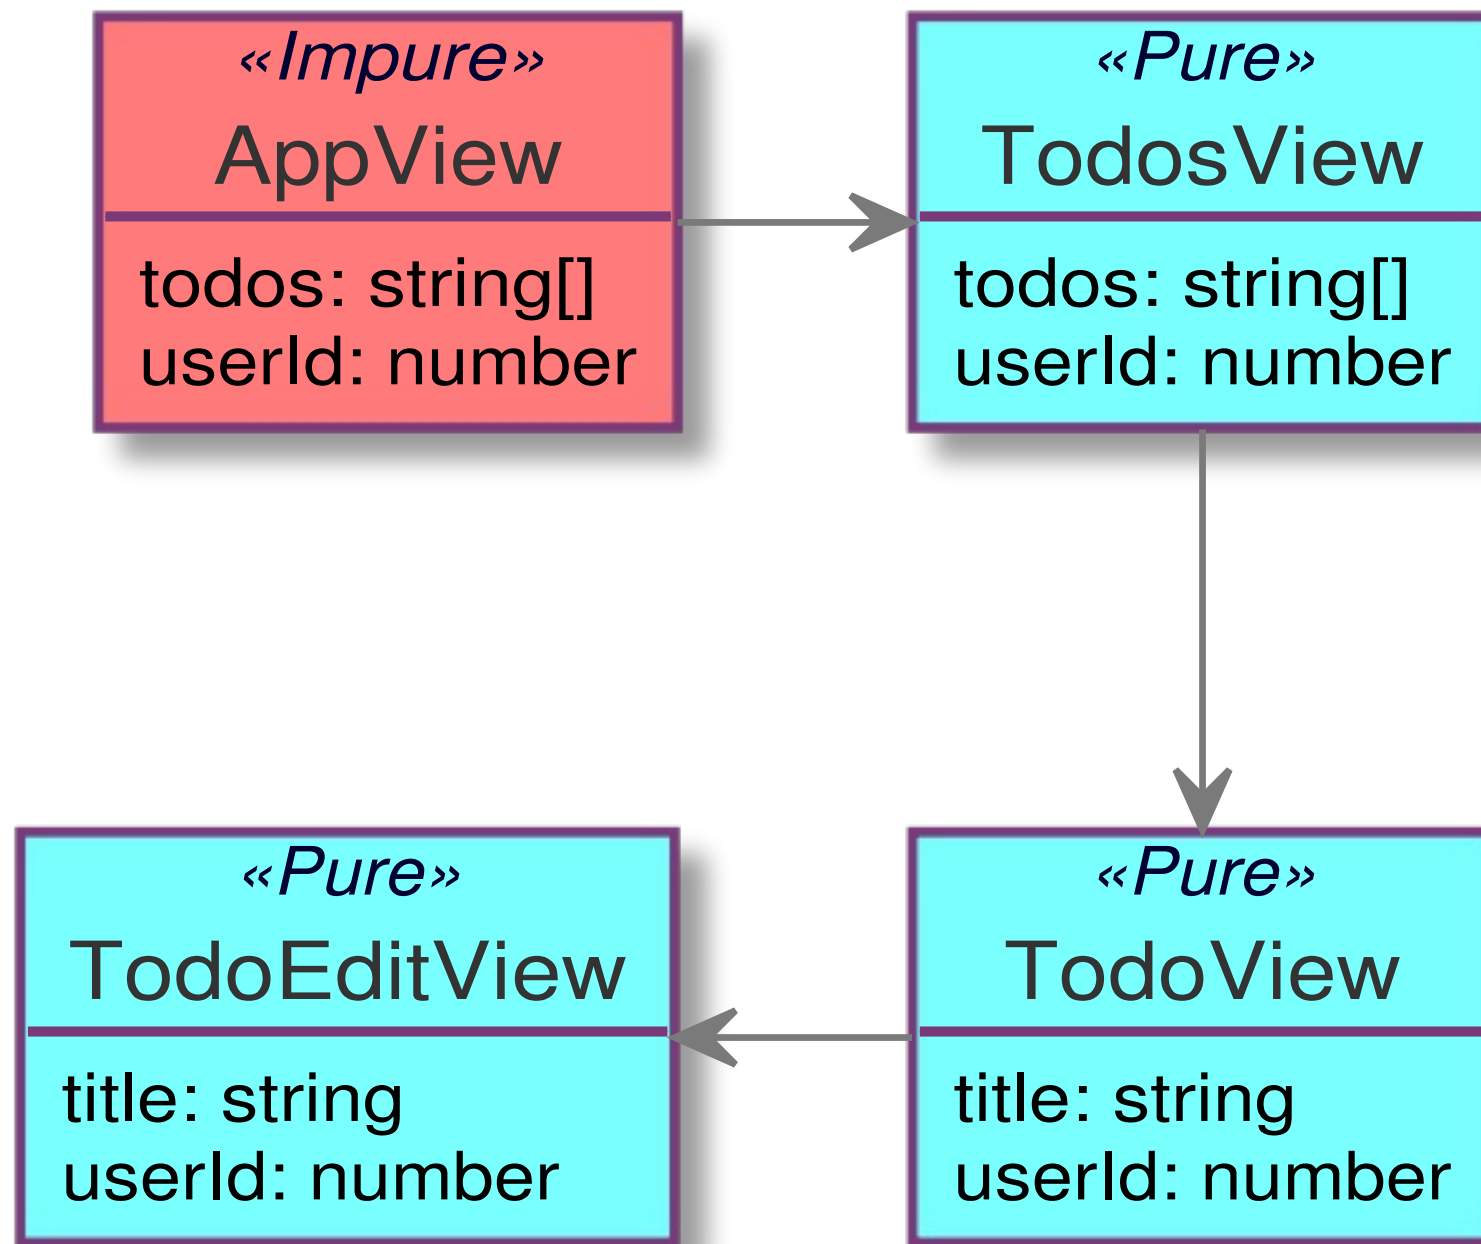 «Impure»
AppView
todos: string[]
userId: number
«Pure»
TodosView
todos: string[]
userId: number
«Pure»
TodoEditView
title: string
userId: number
«Pure»
TodoView
title: string
userId: number